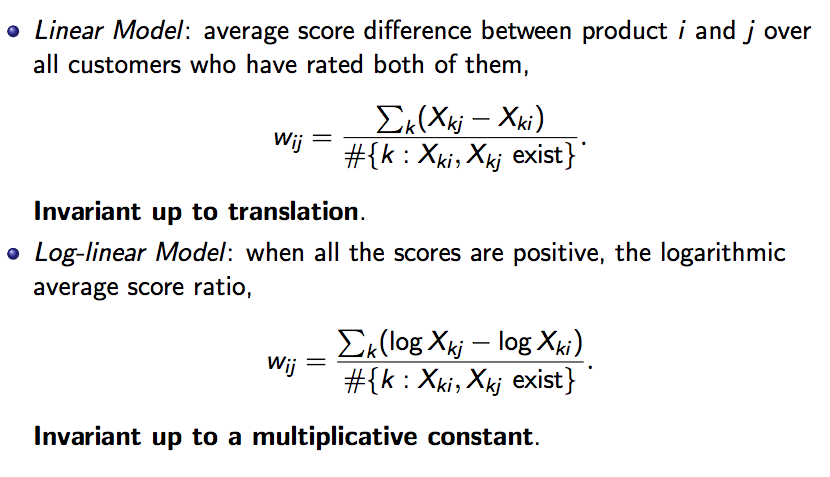 • Linear Model: average score difference between product i and j over
all customers who have rated both of them,
w_{ij} = \frac{\sum_k (X_{kj} − X_{ki})}{\#\{k : X_{ki}, X_{kj} exist\}}.
Invariant up to translation.
• Log-linear Model: when all the scores are positive, the logarithmic
average score ratio,
w_{ij} = \frac{\sum_k (log X_{kj} − log X_{ki})}{\#\{k : X_{ki}, X_{kj} exist\}}.
Invariant up to a multiplicative constant.